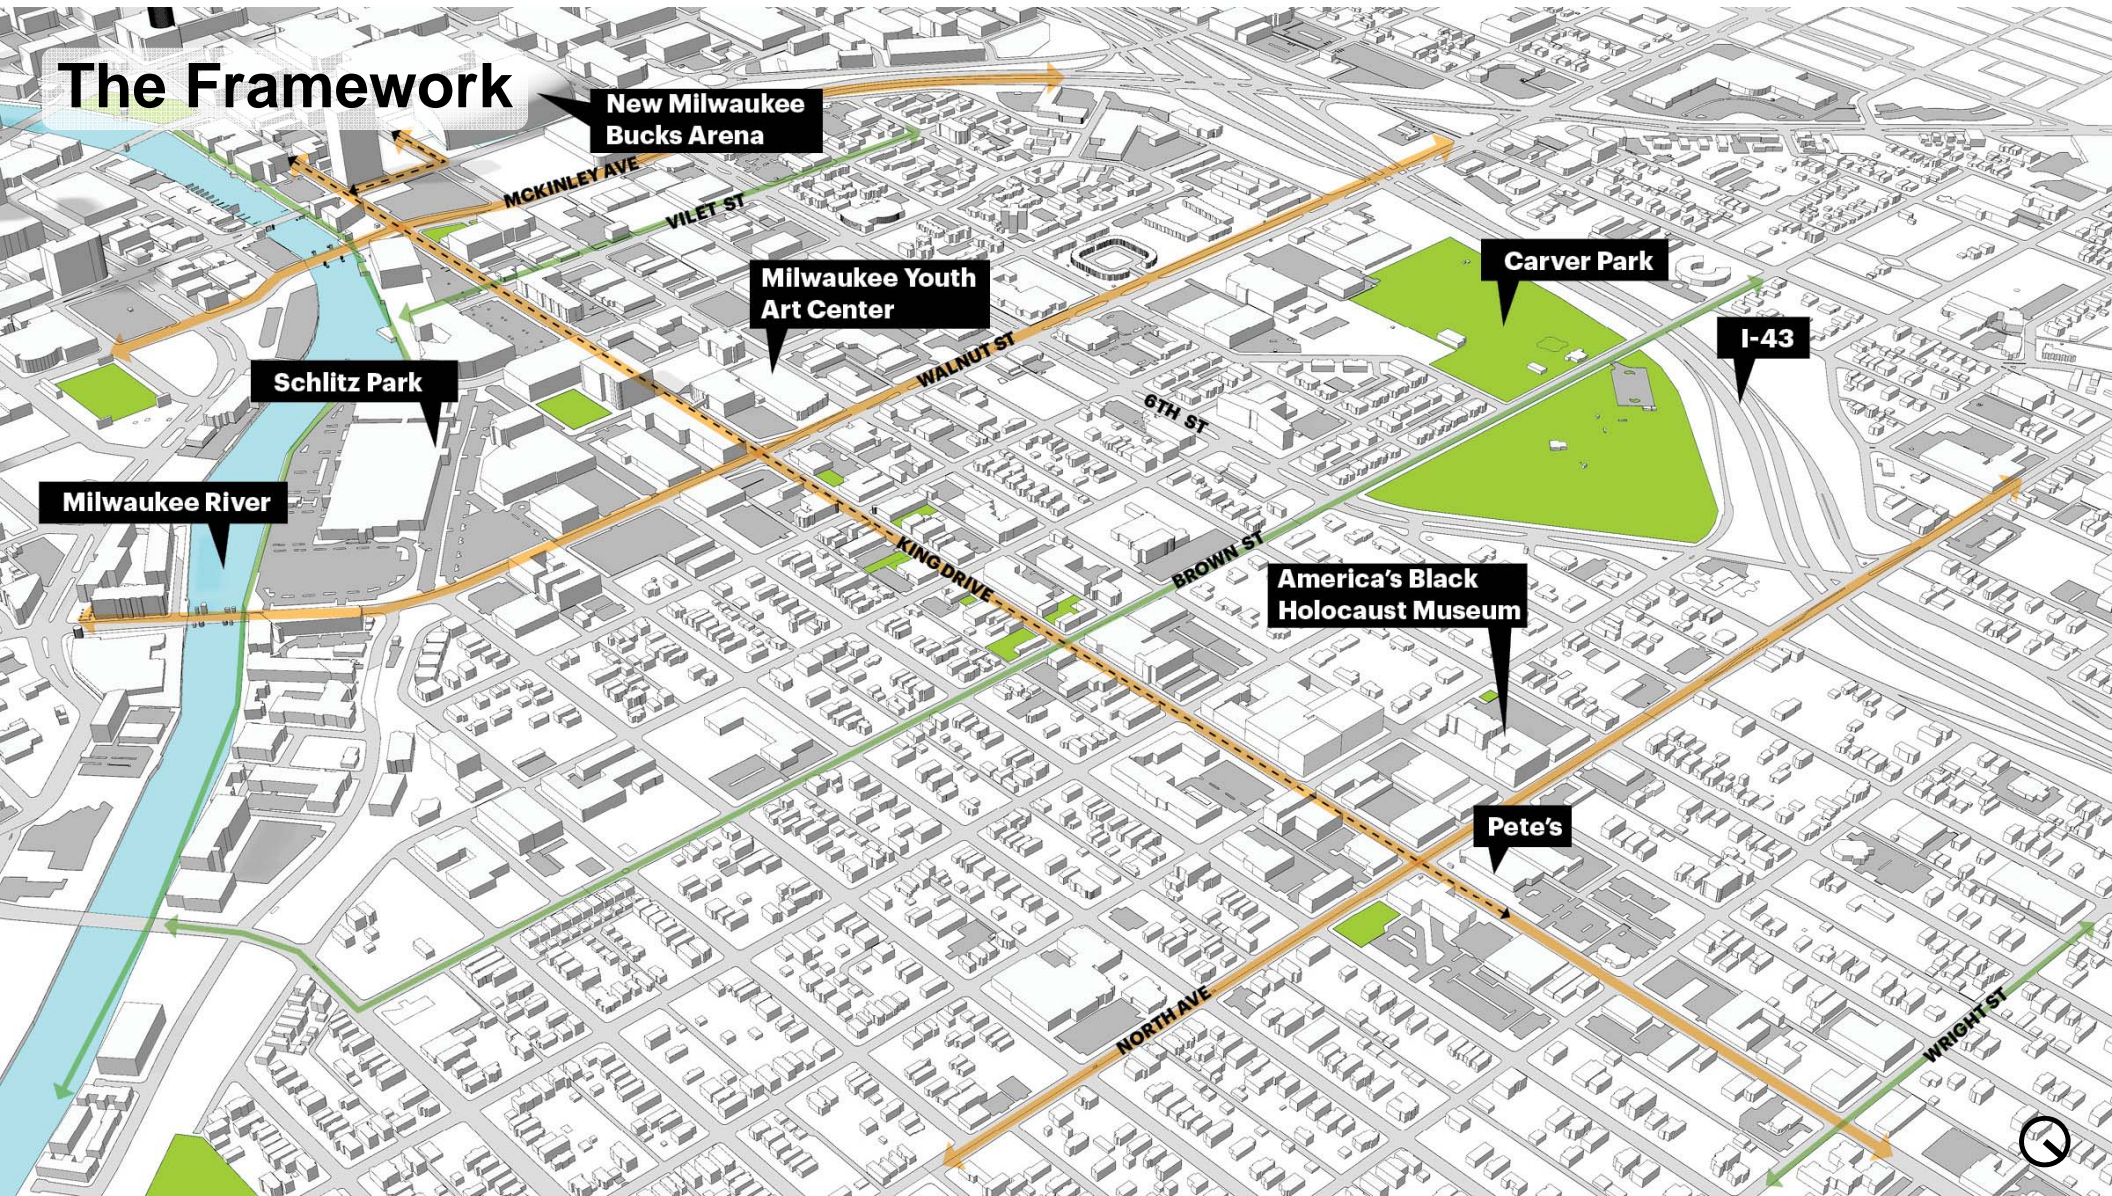 The Framework
New Milwaukee
Bucks Arena
MCKINLEY AVE
VILET ST
Milwaukee Youth
Art Center
Carver Park
I-43
WALNUT ST
Schlitz Park
6TH ST
Milwaukee River
KING DRIVE
BROWN ST
America's Black
Holocaust Museum
Pete's
NORTH AVE
WRIGHT ST